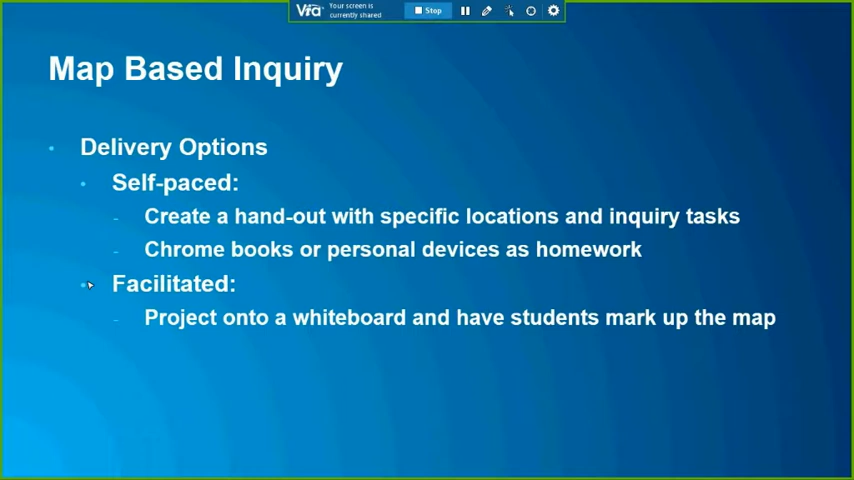 Via
Your screen is
currently shared
Stop
Map Based Inquiry
Delivery Options
Self-paced:
Create a hand-out with specific locations and inquiry tasks
Chrome books or personal devices as homework
Facilitated:
Project onto a whiteboard and have students mark up the map